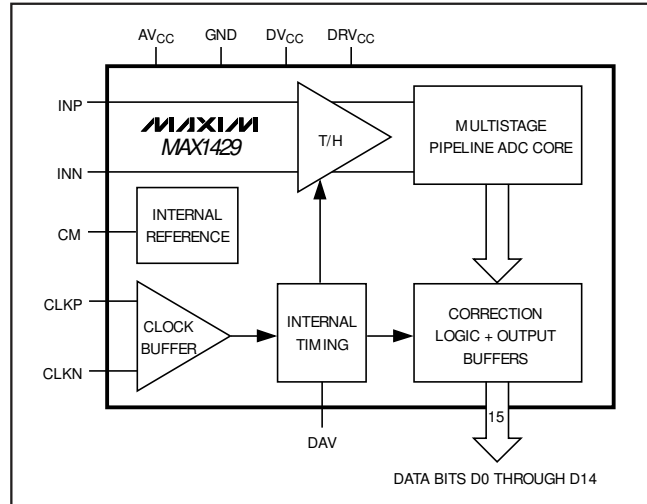 AVCC GND DVCC DRVCC
INP
MAXIM
MAX1429
T/H
MULTISTAGE
PIPELINE ADC CORE
INN
INTERNAL
REFERENCE
CM
CLKP
CLOCK
BUFFER
INTERNAL
TIMING
CORRECTION
LOGIC + OUTPUT
BUFFERS
CLKN
15
DAV
DATA BITS D0 THROUGH D14